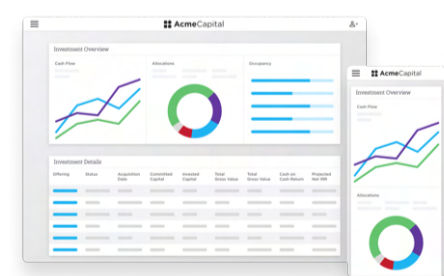 AcmeCapital
Investment Overview
Cash Flow
Allocations
Occupancy
Investment Details
Offering Status Acquisition Date Committed Capital Invested Capital Total Gross Value Total Gross Value Cash on Cash Return Projected Net IRR
AcmeCapital
Investment Overview
Cash Flow
Allocations